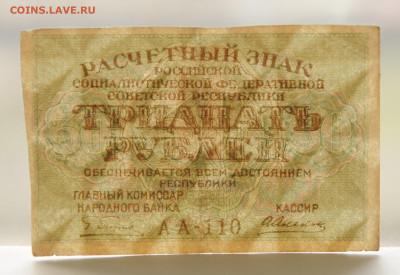 COINS.LAVE.RU
РАСЧЕТНЫЙ ЗНАК
РОССИЙСКОЙ
СОЦИАЛИСТИЧЕСКОЙ ФЕДЕРАТИВНОЙ
СОВЕТСКОЙ РЕСПУБЛИКИ
ТРИДЦАТЬ
РУБЛЕЙ
ОБЕСПЕЧИВАЕТСЯ ВСЕМ ДОСТОЯНИЕМ
РЕСПУБЛИКИ
ГЛАВНЫЙ КОМИССАР
НАРОДНОГО БАНКА
КАССИР
АА-110